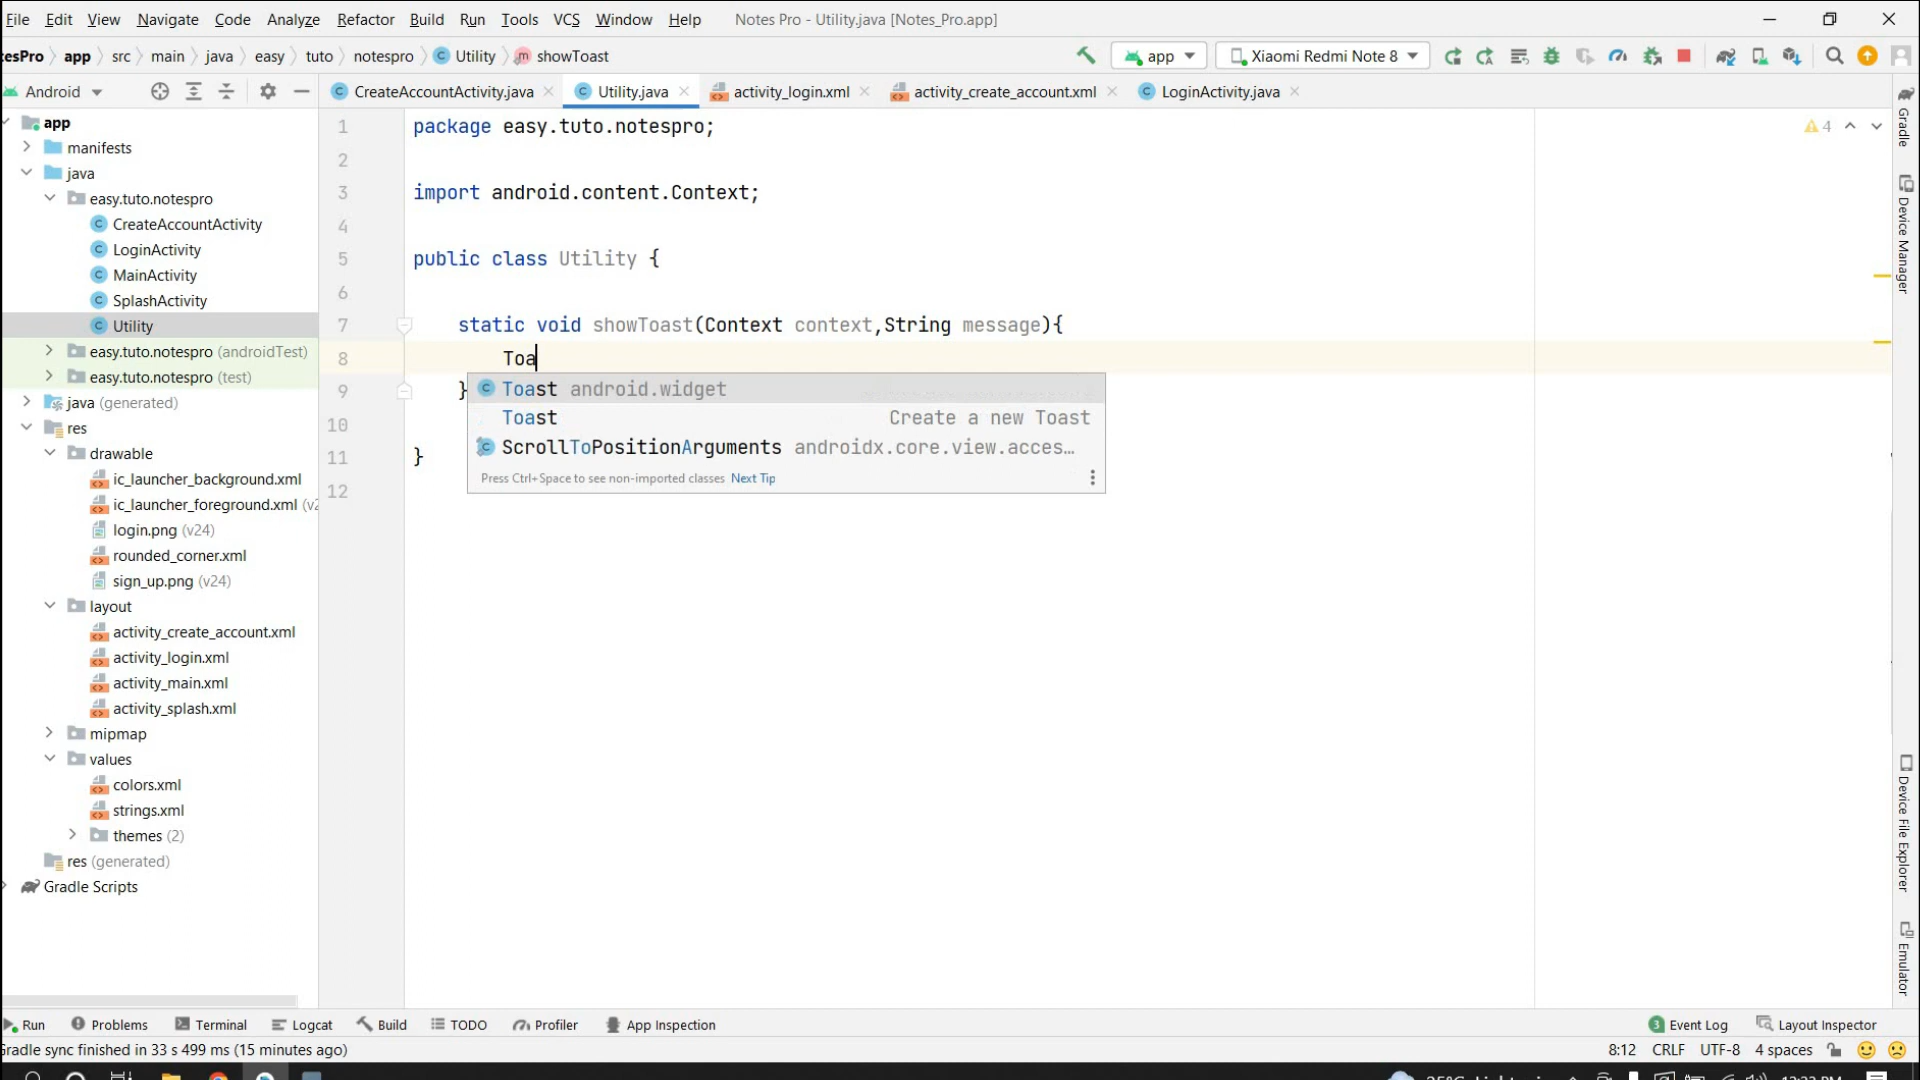 File Edit View Navigate Code Analyze Refactor Build Run Tools VCS Window Help Notes Pro - Utility.java [Notes_Pro.app]
esPro app src main java easy tuto notespro Utility showToast app Xiaomi Redmi Note 8
Android CreateAccountActivity.java Utility.java activity_login.xml activity_create_account.xml LoginActivity.java
app
manifests
java
easy.tuto.notespro
CreateAccountActivity
LoginActivity
MainActivity
SplashActivity
Utility
easy.tuto.notespro (androidTest)
easy.tuto.notespro (test)
java (generated)
res
drawable
ic_launcher_background.xml
ic_launcher_foreground.xml (v2
login.png (v24)
rounded_corner.xml
sign_up.png (v24)
layout
activity_create_account.xml
activity_login.xml
activity_main.xml
activity_splash.xml
mipmap
values
colors.xml
strings.xml
themes (2)
res (generated)
Gradle Scripts
1 package easy.tuto.notespro; 4
2
3 import android.content.Context;
4
5 public class Utility {
6
7 static void showToast(Context context,String message){
8 Toa
9 }
10
11 }
12
Toast android.widget
Toast Create a new Toast
ScrollToPositionArguments androidx.core.view.acces...
Press Ctrl+Space to see non-imported classes Next Tip
Gradle
Device Manager
Device File Explorer
Emulator
Run Problems Terminal Logcat Build TODO Profiler App Inspection 3 Event Log Layout Inspector
Gradle sync finished in 33 s 499 ms (15 minutes ago) 8:12 CRLF UTF-8 4 spaces